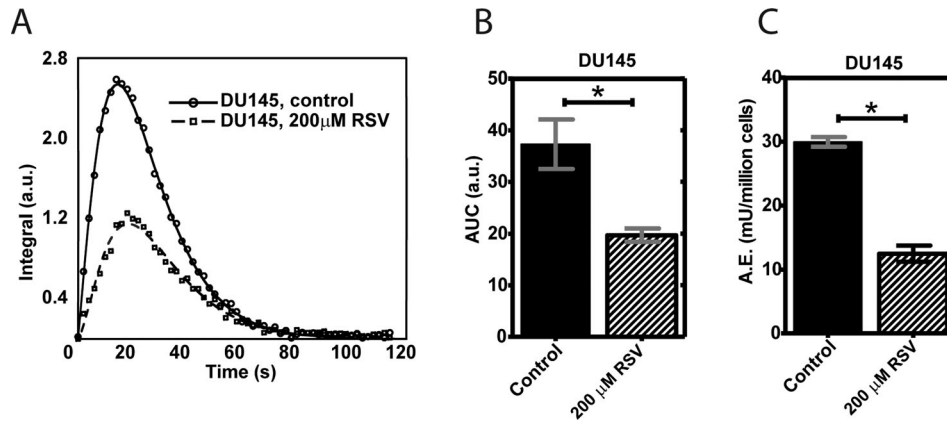 A
2.8
2.0
1.2
0.4
0
Integral (a.u.)
DU145, control
DU145, 200μM RSV
20 40 60 80 100 120
Time (s)
B
DU145
50
40
30
20
10
0
AUC (a.u.)
*
Control
200 μM RSV
C
DU145
40
30
20
10
0
A.E. (mU/million cells)
*
Control
200 μM RSV